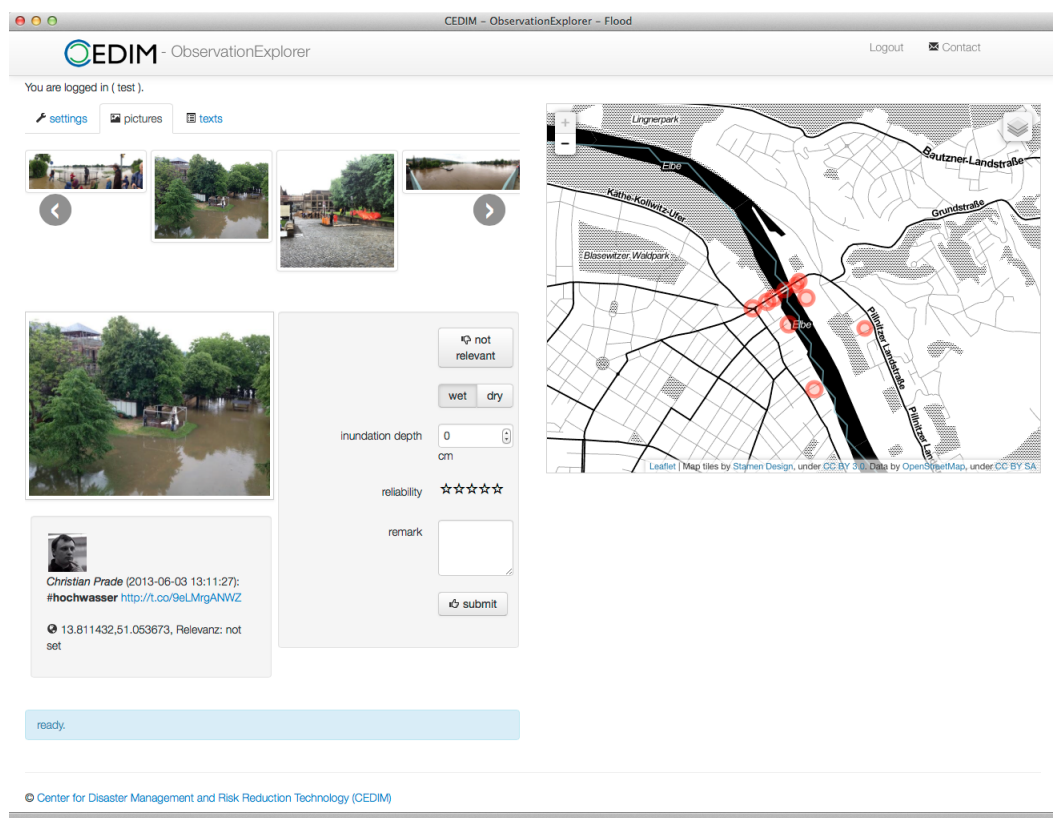 CEDIM – ObservationExplorer – Flood
CEDIM - ObservationExplorer
Logout
Contact
You are logged in ( test ).
settings
pictures
texts
not
relevant
wet
dry
inundation depth
0
cm
reliability
remark
submit
Christian Prade (2013-06-03 13:11:27):
#hochwasser http://t.co/9eLMrgANWZ
13.811432,51.053673, Relevanz: not
set
ready.
© Center for Disaster Management and Risk Reduction Technology (CEDIM)
+
-
Lingnerpark
Elbe
Bautzner-Landstraße
Käthe-Kollwitz-Ufer
Grundstraße
Blasewitzer Waldpark
Elbe
Pillnitzer Landstraße
Pillnitzer Landstraße
Leaflet | Map tiles by Stamen Design, under CC BY 3.0. Data by OpenStreetMap, under CC BY SA